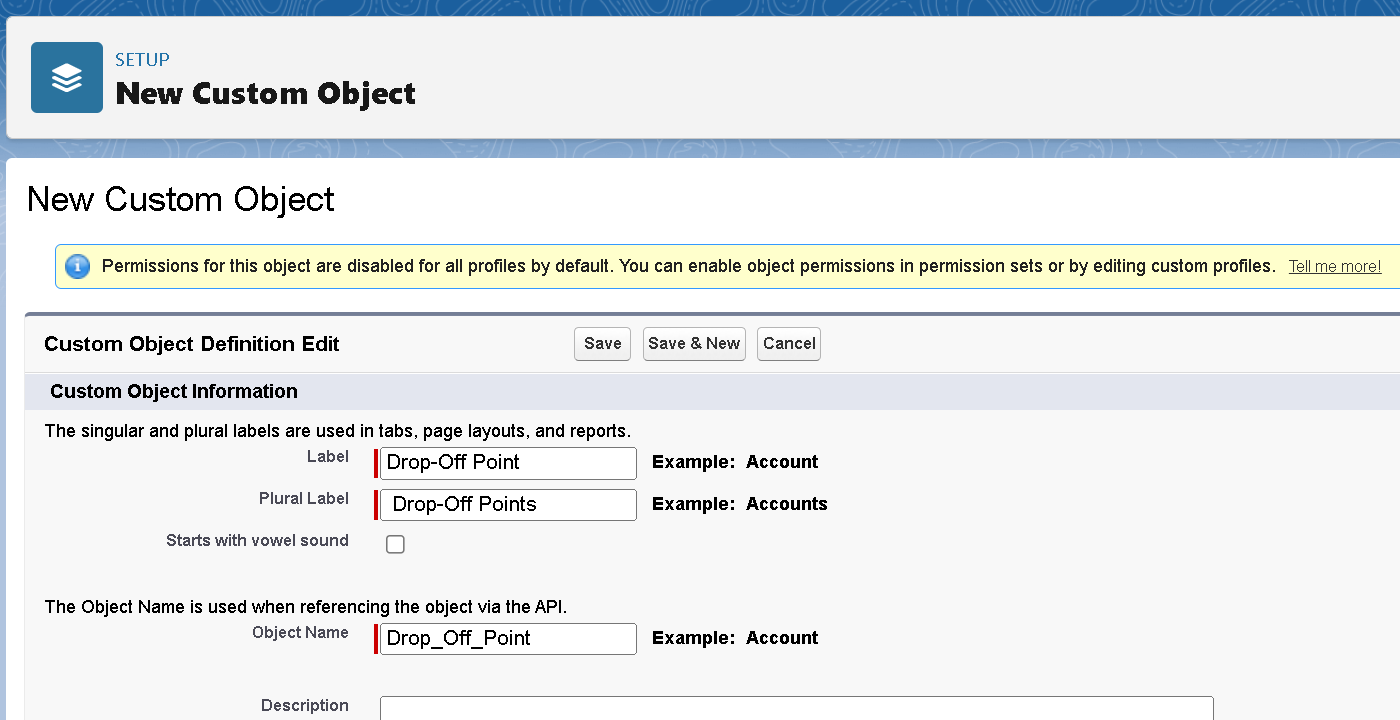 SETUP
New Custom Object
New Custom Object
Permissions for this object are disabled for all profiles by default. You can enable object permissions in permission sets or by editing custom profiles. Tell me more!
Custom Object Definition Edit Save Save & New Cancel
Custom Object Information
The singular and plural labels are used in tabs, page layouts, and reports.
Label Drop-Off Point Example: Account
Plural Label Drop-Off Points Example: Accounts
Starts with vowel sound
The Object Name is used when referencing the object via the API.
Object Name Drop_Off_Point Example: Account
Description